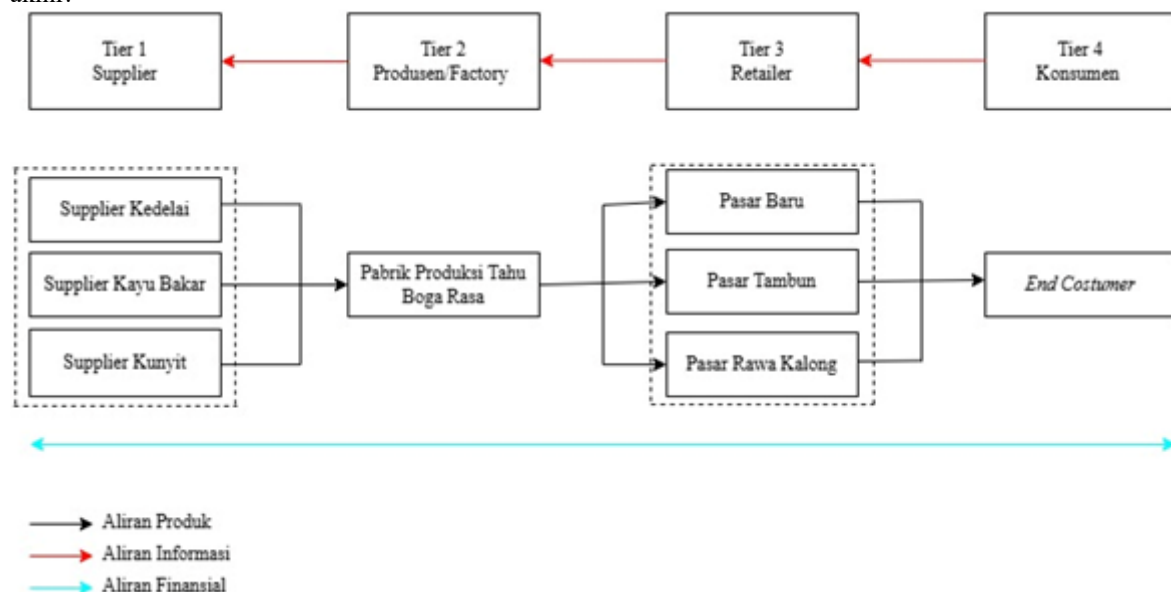 Tier 1
Supplier
Tier 2
Produsen/Factory
Tier 3
Retailer
Tier 4
Konsumen
Supplier Kedelai
Supplier Kayu Bakar
Supplier Kunyit
Pabrik Produksi Tahu
Boga Rasa
Pasar Baru
Pasar Tambun
Pasar Rawa Kalong
End Costumer
Aliran Produk
Aliran Informasi
Aliran Finansial